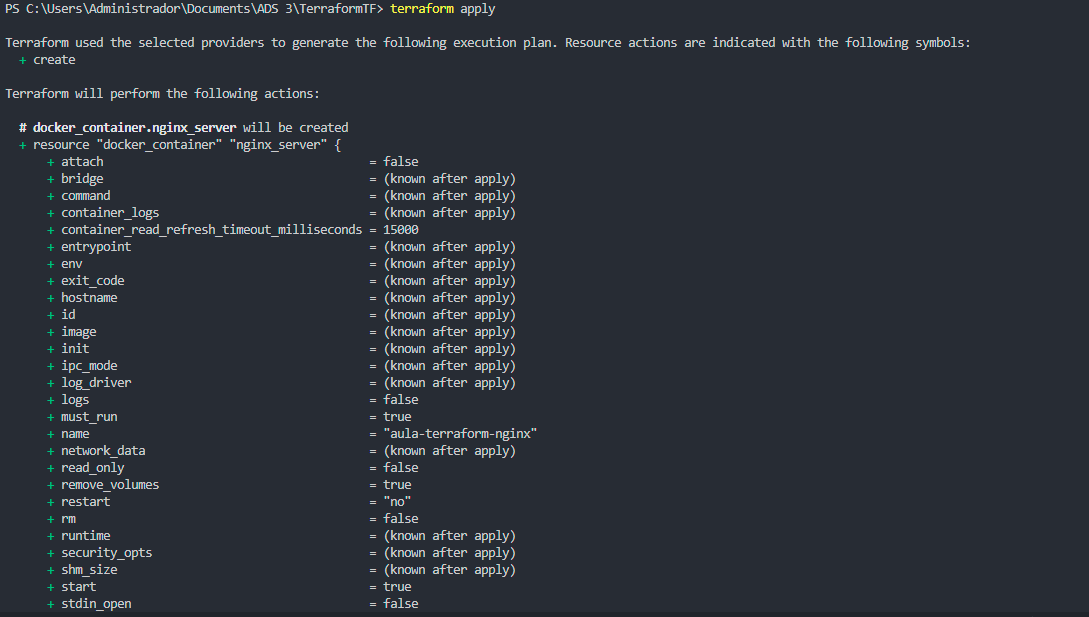 PS C:\Users\Administrador\Documents\ADS 3\TerraformTF> terraform apply
Terraform used the selected providers to generate the following execution plan. Resource actions are indicated with the following symbols:
+ create
Terraform will perform the following actions:
# docker_container.nginx_server will be created
+ resource "docker_container" "nginx_server" {
+ attach = false
+ bridge = (known after apply)
+ command = (known after apply)
+ container_logs = (known after apply)
+ container_read_refresh_timeout_milliseconds = 15000
+ entrypoint = (known after apply)
+ env = (known after apply)
+ exit_code = (known after apply)
+ hostname = (known after apply)
+ id = (known after apply)
+ image = (known after apply)
+ init = (known after apply)
+ ipc_mode = (known after apply)
+ log_driver = (known after apply)
+ logs = false
+ must_run = true
+ name = "aula-terraform-nginx"
+ network_data = (known after apply)
+ read_only = false
+ remove_volumes = true
+ restart = "no"
+ rm = false
+ runtime = (known after apply)
+ security_opts = (known after apply)
+ shm_size = (known after apply)
+ start = true
+ stdin_open = false